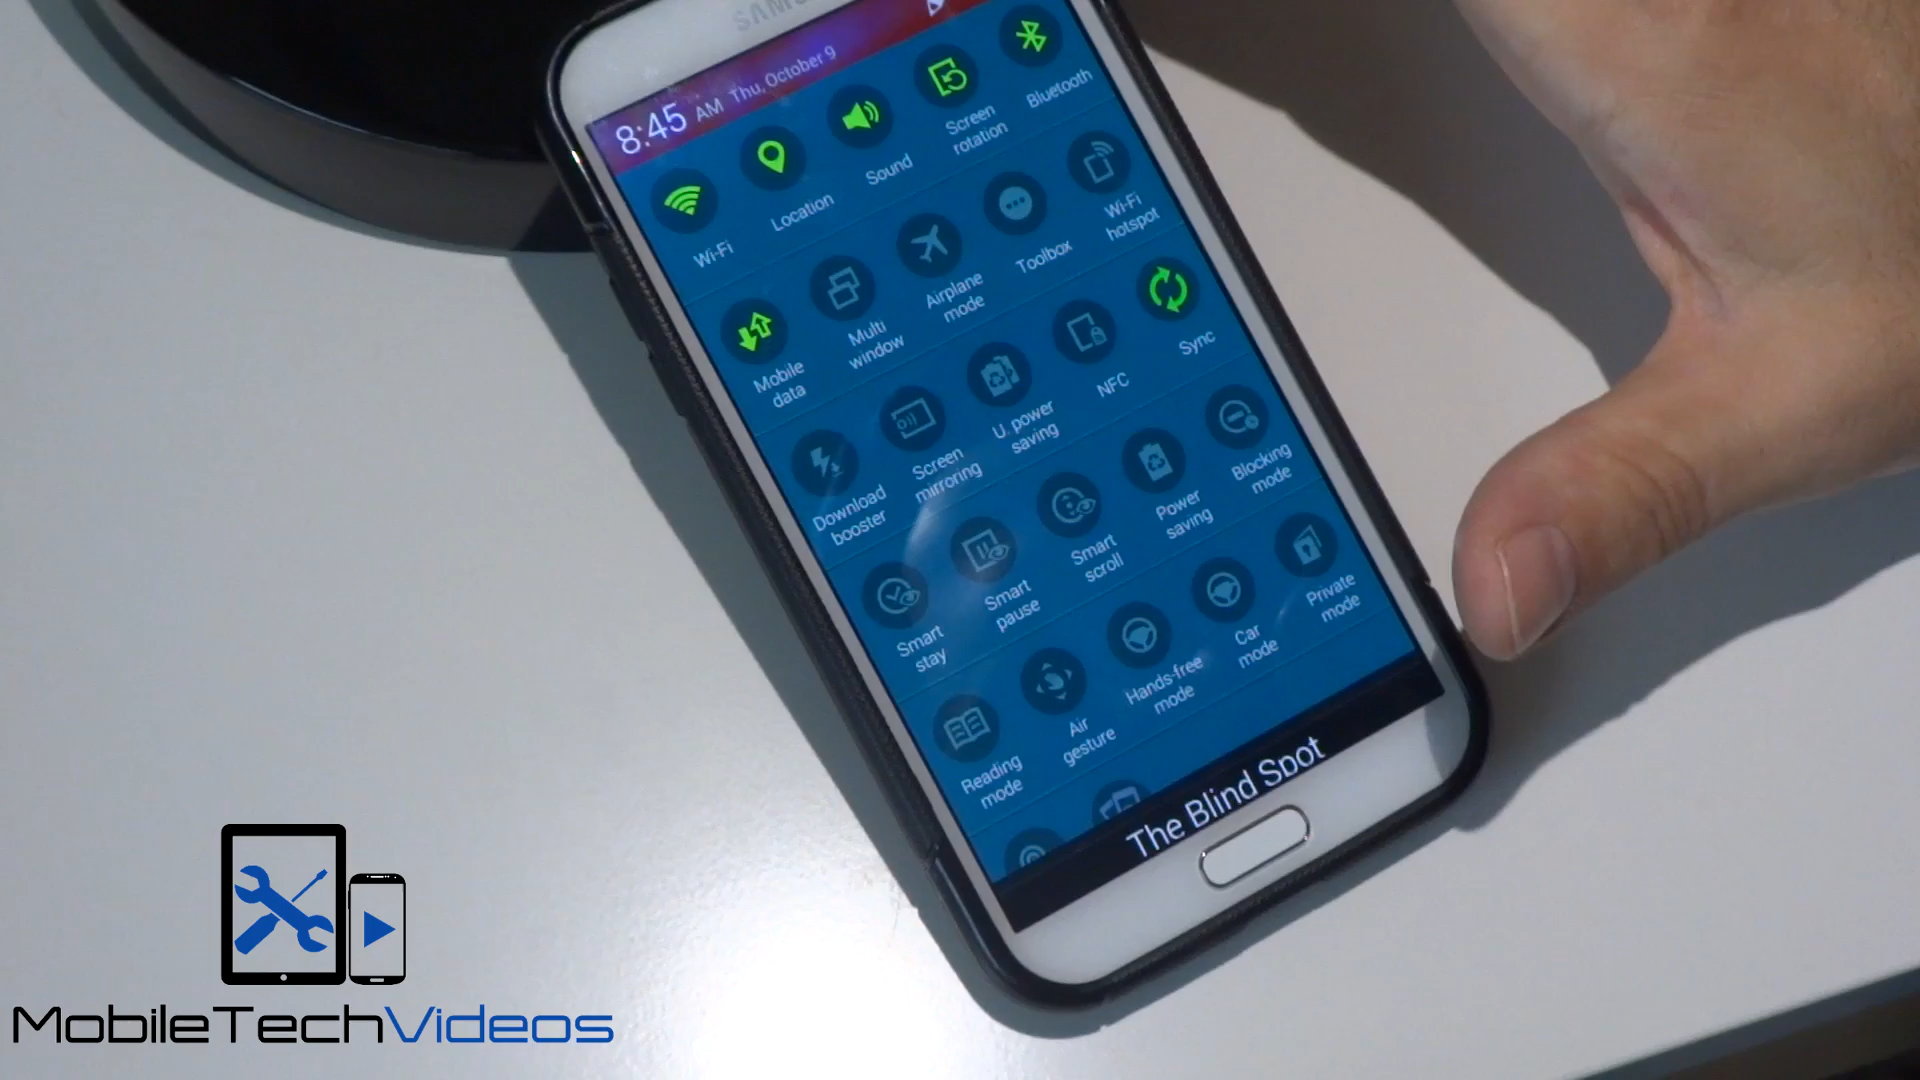 SAMS
8:45 AM Thu, October 9
Wi-Fi
Location
Sound
Screen
rotation
Bluetooth
Mobile
data
Multi
window
Airplane
mode
Toolbox
Wi-Fi
hotspot
Download
booster
Screen
mirroring
U. power
saving
NFC
Sync
Smart
stay
Smart
pause
Smart
scroll
Power
saving
Blocking
mode
Reading
mode
Air
gesture
Hands-free
mode
Car
mode
Private
mode
The Blind Spot
MobileTechVideos